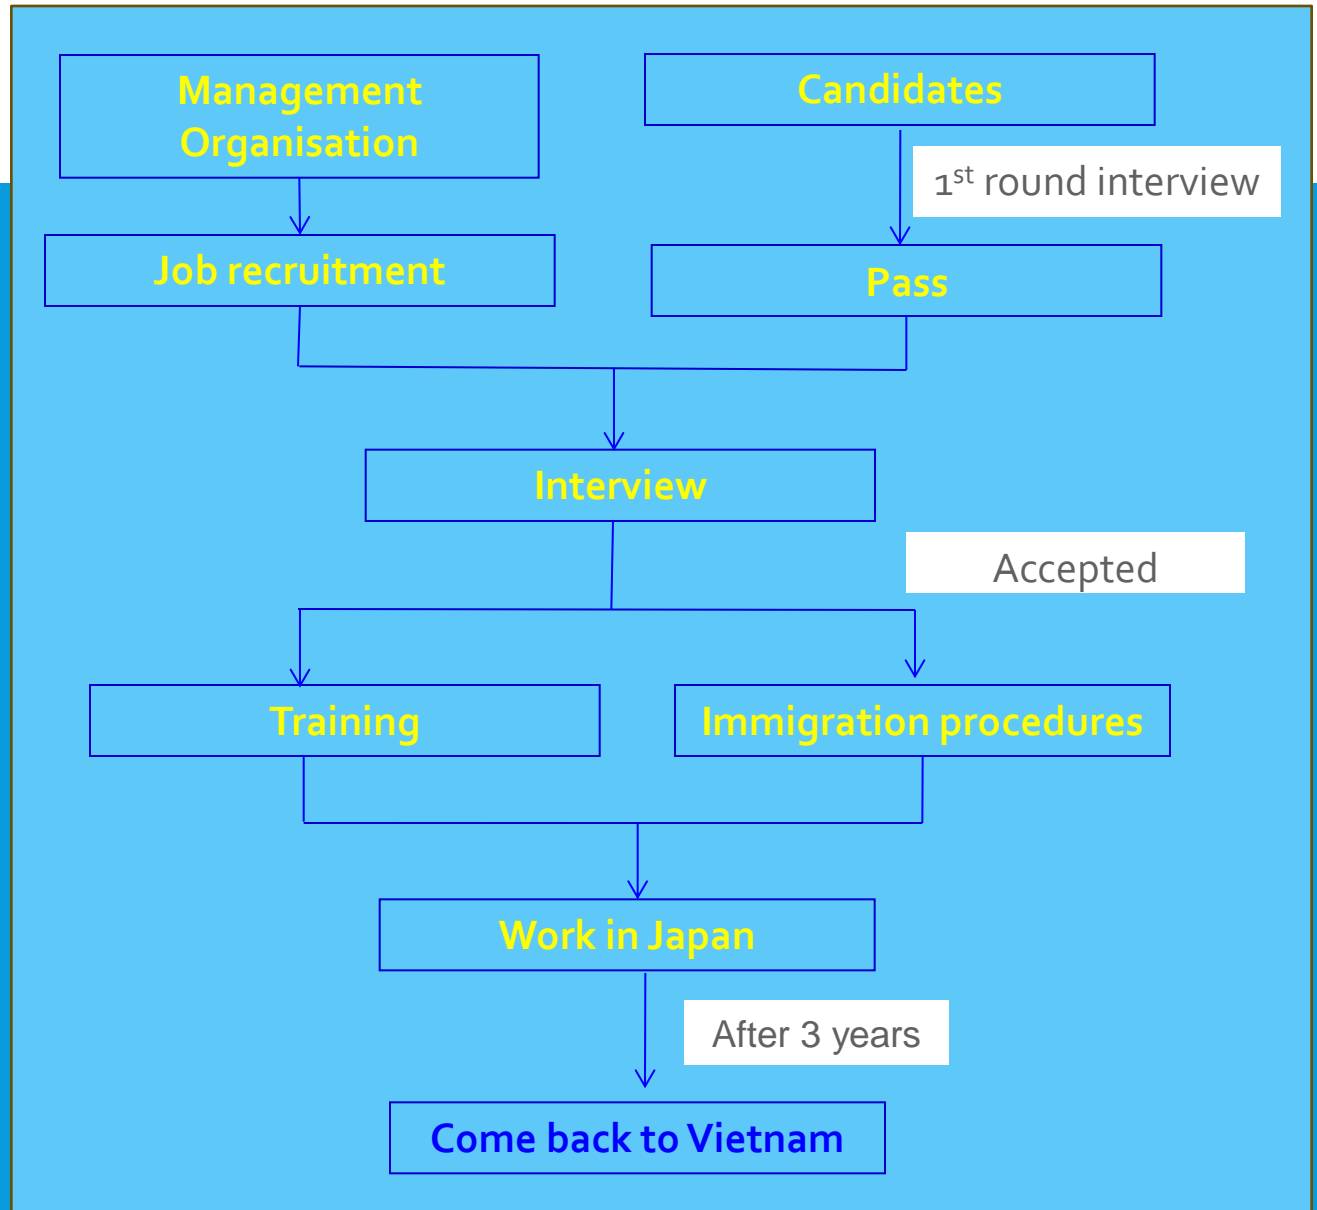 Management
Organisation
Candidates
1st round interview
Job recruitment
Pass
Interview
Accepted
Training
Immigration procedures
Work in Japan
After 3 years
Come back to Vietnam